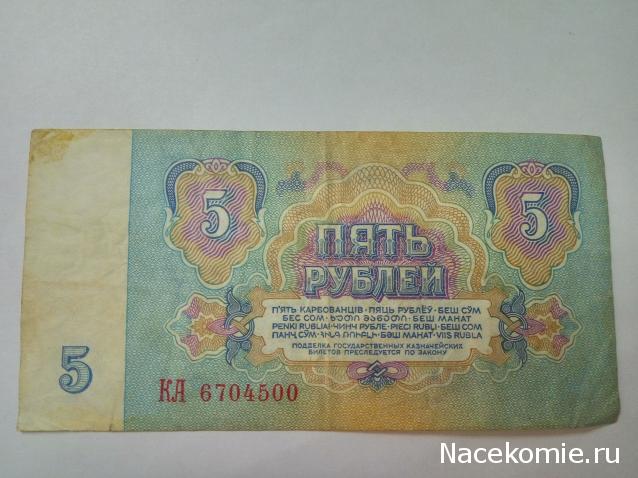 5 5
ПЯТЬ
РУБЛЕЙ
П'ЯТЬ КАРБОВАНЦІВ · ПЯЦЬ РУБЛЁЎ · БЕШ СЎМ
БЕС СОМ · ᲮᲣᲗᲘ ᲛᲐᲜᲔᲗᲘ · БЕШ МАНАТ
PENKI RUBLIAI · ЧИНЧ РУБЛЕ · PIECI RUBĻI · БЕШ СОМ
ПАНҶ СӮМ · ՀԻՆԳ ՌՈՒԲԼԻ · БӘШ МАНАТ · VIIS RUBLA
ПОДДЕЛКА ГОСУДАРСТВЕННЫХ КАЗНАЧЕЙСКИХ
БИЛЕТОВ ПРЕСЛЕДУЕТСЯ ПО ЗАКОНУ
5
КА 6704500
Nacekomie.ru